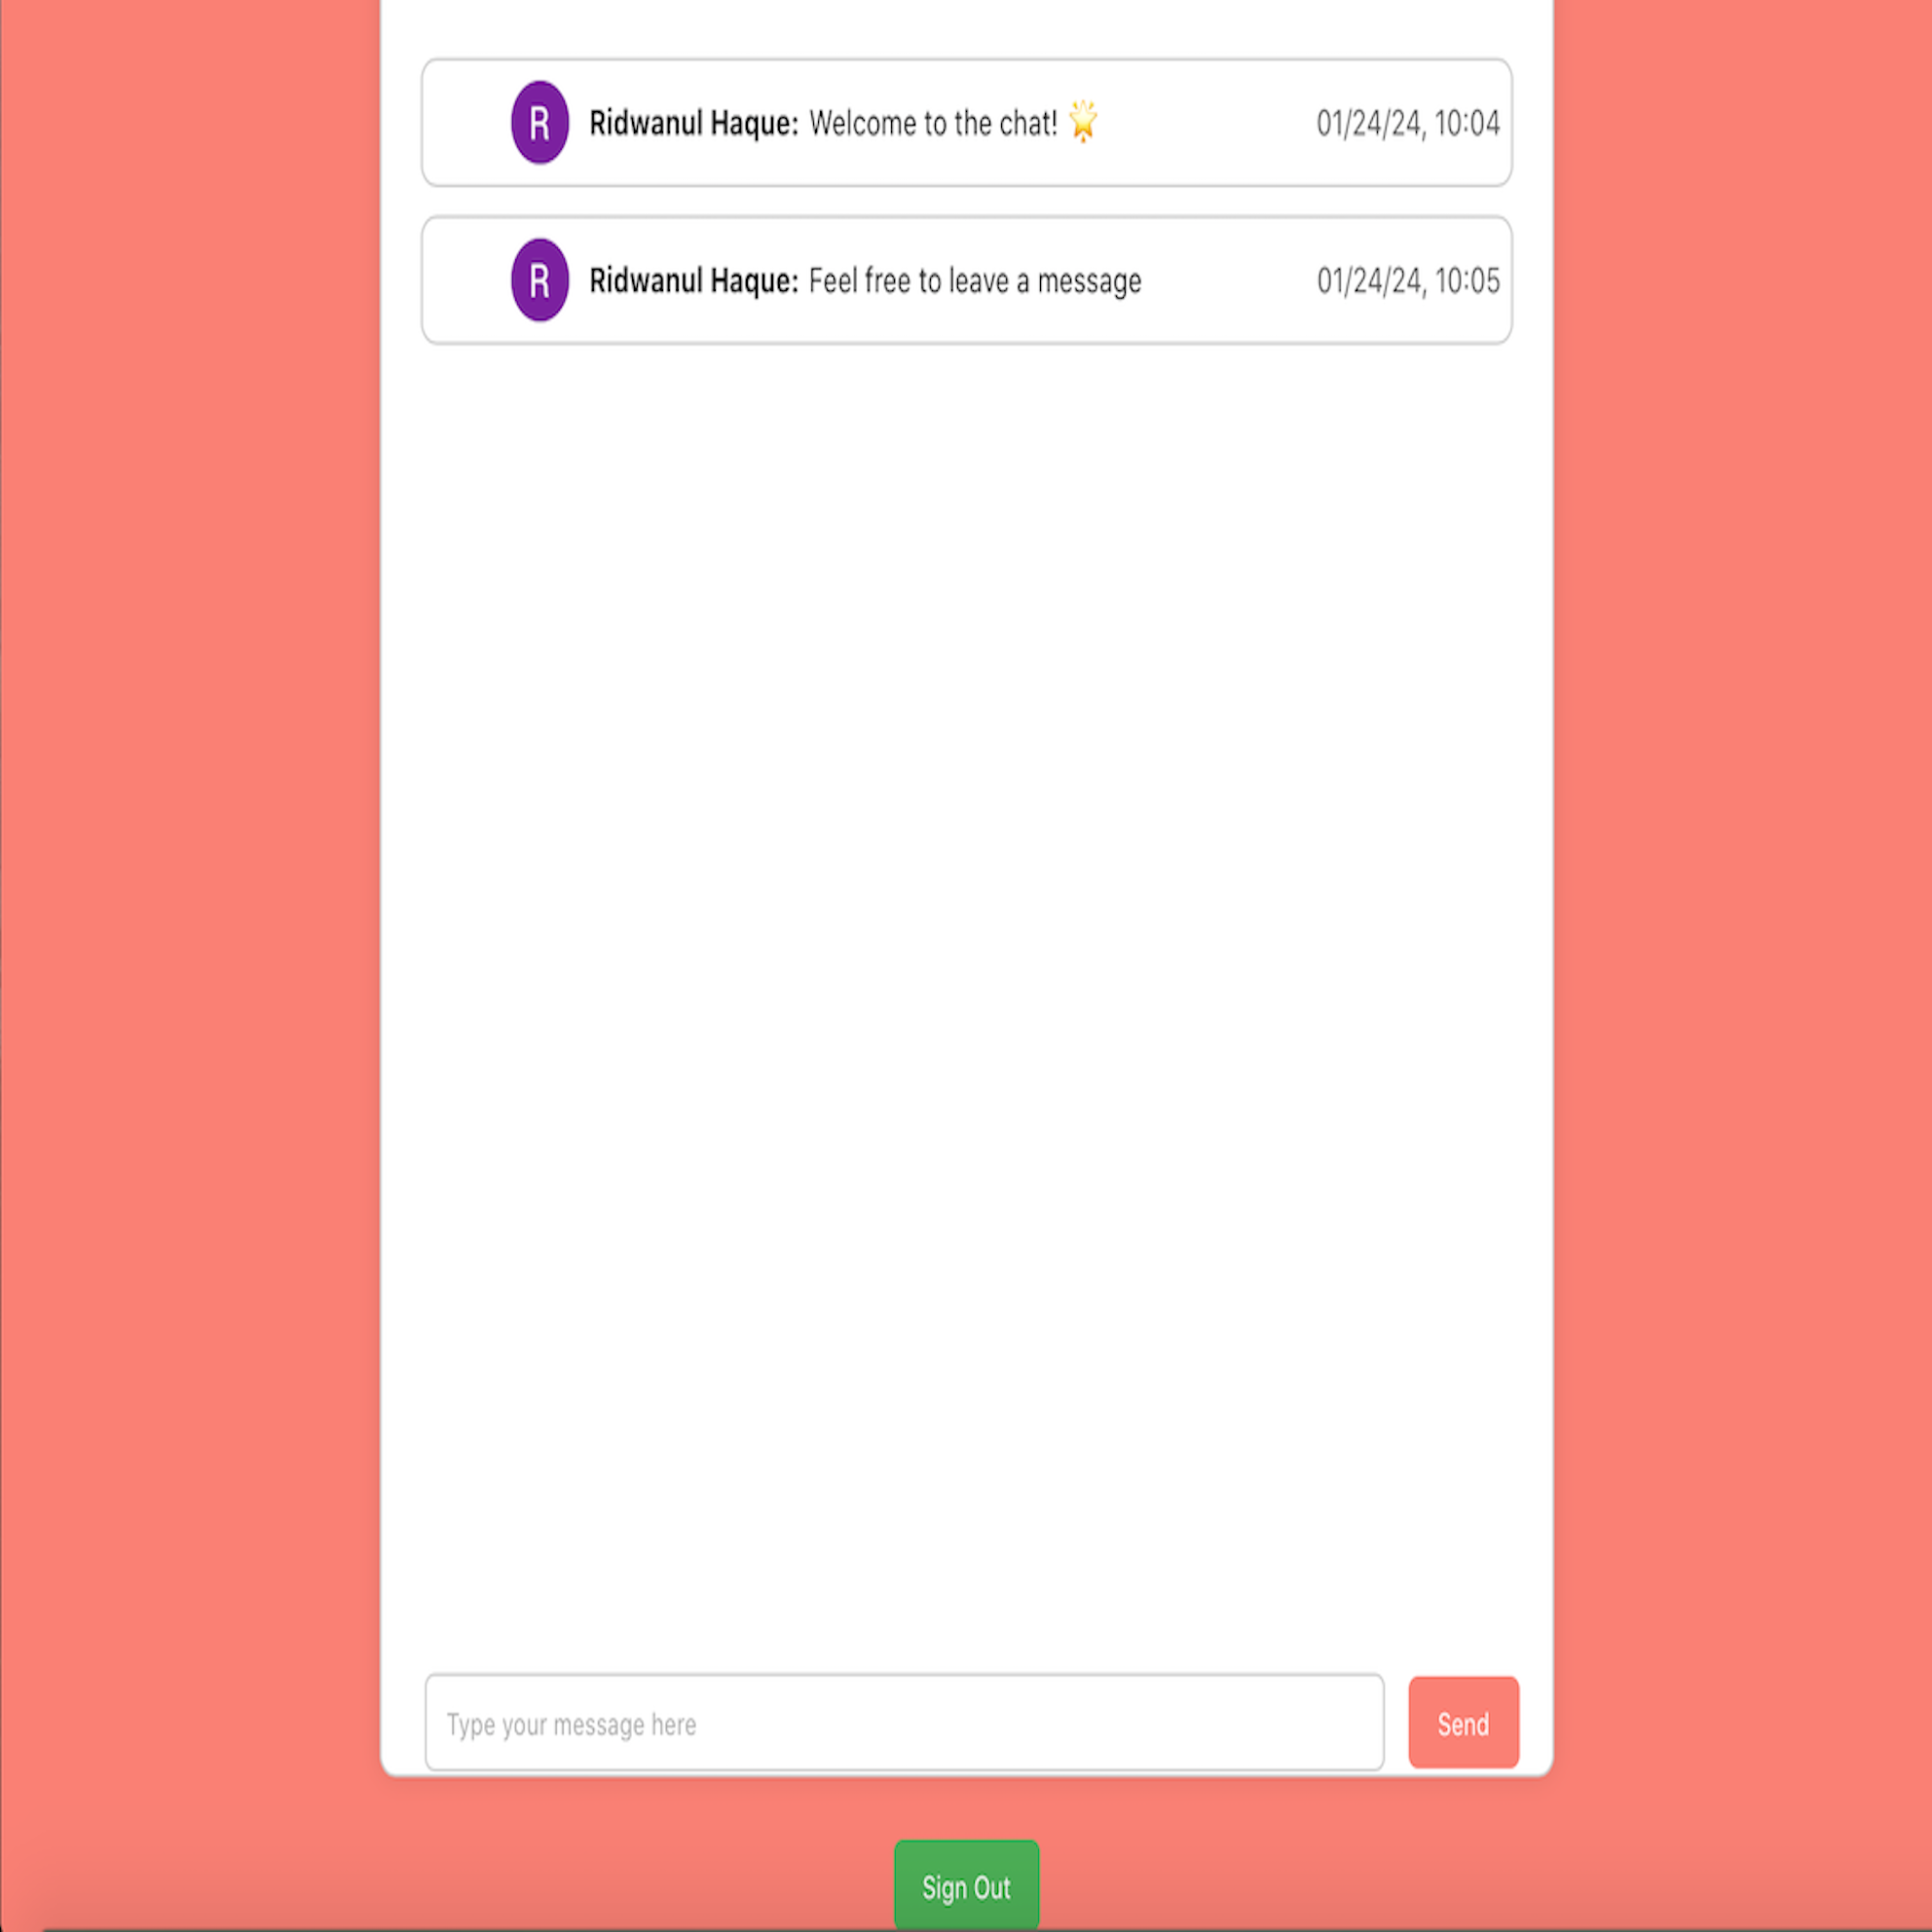 R Ridwanul Haque: Welcome to the chat! 🌟 01/24/24, 10:04
R Ridwanul Haque: Feel free to leave a message 01/24/24, 10:05
Type your message here Send
Sign Out